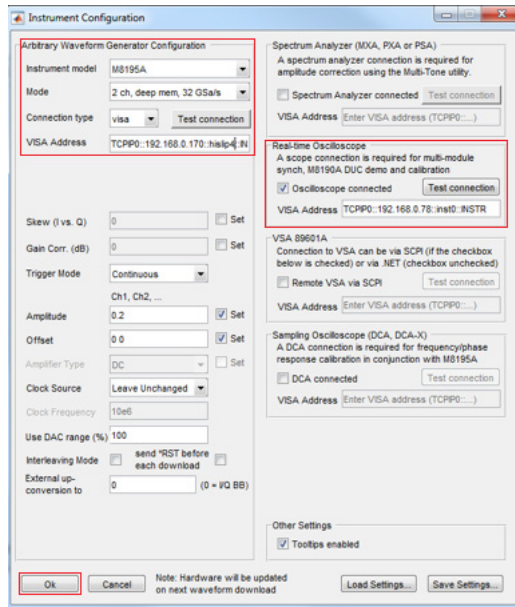 Instrument Configuration
Arbitrary Waveform Generator Configuration
Instrument model M8195A
Mode 2 ch, deep mem, 32 GSa/s
Connection type visa Test connection
VISA Address TCPIP0::192.168.0.170::hislip4::IN
Skew (I vs. Q) 0 Set
Gain Corr. (dB) 0 Set
Trigger Mode Continuous
Ch1, Ch2, ...
Amplitude 0.2 Set
Offset 0 0 Set
Amplifier Type DC Set
Clock Source Leave Unchanged
Clock Frequency 10e6
Use DAC range (%) 100
Interleaving Mode
send *RST before
each download
External up-
conversion to 0 (0 = I/Q BB)
Spectrum Analyzer (MXA, PXA or PSA)
A spectrum analyzer connection is required for
amplitude correction using the Multi-Tone utility.
Spectrum Analyzer connected Test connection
VISA Address Enter VISA address (TCPIP0::...)
Real-time Oscilloscope
A scope connection is required for multi-module
synch, M8190A DUC demo and calibration
Oscilloscope connected Test connection
VISA Address TCPIP0::192.168.0.78::inst0::INSTR
VSA 89601A
Connection to VSA can be via SCPI (if the checkbox
below is checked) or via .NET (checkbox unchecked)
Remote VSA via SCPI Test connection
VISA Address Enter VISA address (TCPIP0::...)
Sampling Oscilloscope (DCA, DCA-X)
A DCA connection is required for frequency/phase
response calibration in conjunction with M8195A
DCA connected Test connection
VISA Address Enter VISA address (TCPIP0::...)
Other Settings
Tooltips enabled
Ok Cancel
Note: Hardware will be updated
on next waveform download
Load Settings... Save Settings...